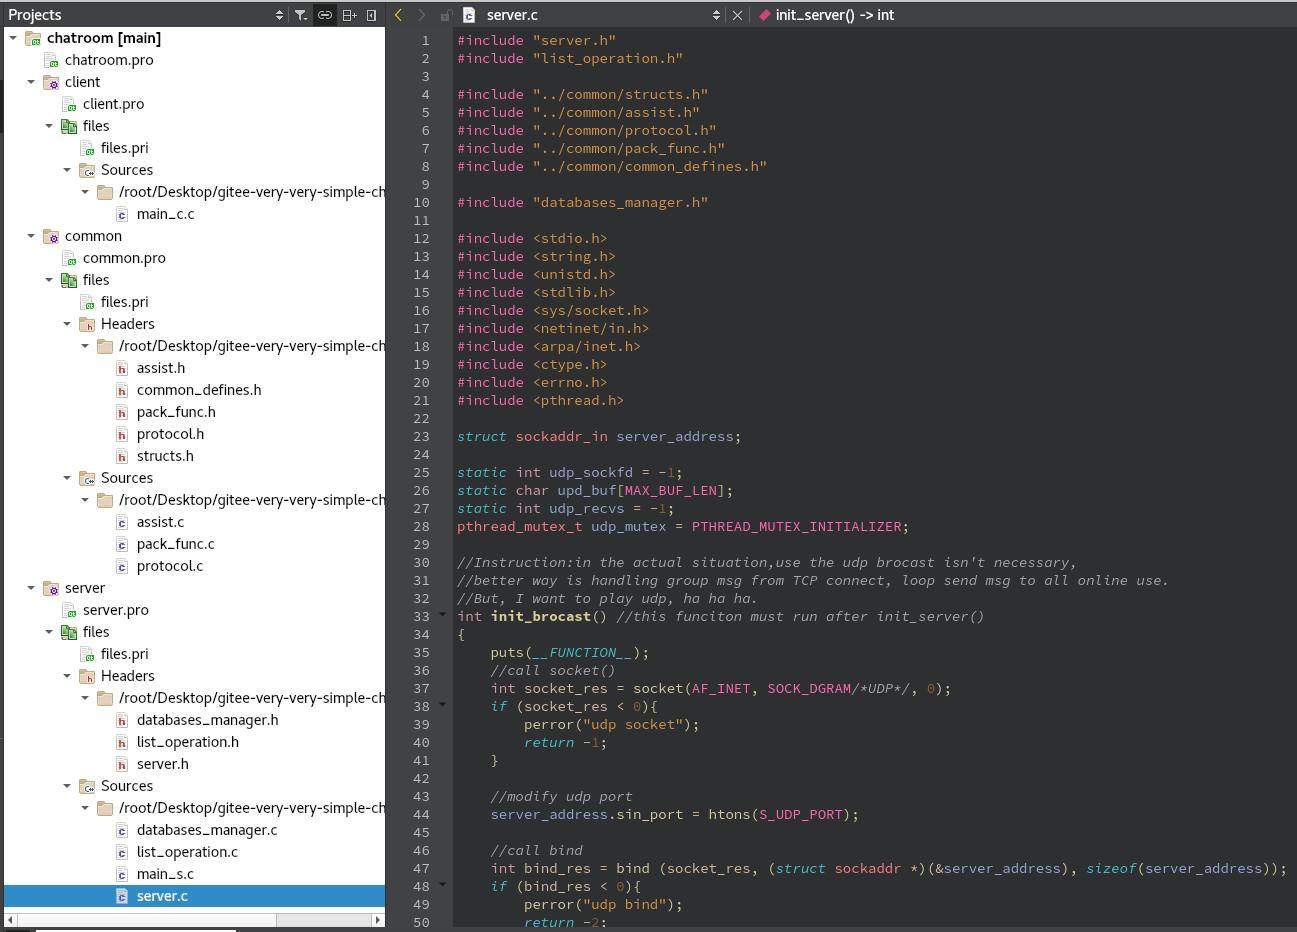 Projects
chatroom [main]
chatroom.pro
client
client.pro
files
files.pri
Sources
/root/Desktop/gitee-very-very-simple-ch
main_c.c
common
common.pro
files
files.pri
Headers
/root/Desktop/gitee-very-very-simple-ch
assist.h
common_defines.h
pack_func.h
protocol.h
structs.h
Sources
/root/Desktop/gitee-very-very-simple-ch
assist.c
pack_func.c
protocol.c
server
server.pro
files
files.pri
Headers
/root/Desktop/gitee-very-very-simple-ch
databases_manager.h
list_operation.h
server.h
Sources
/root/Desktop/gitee-very-very-simple-ch
databases_manager.c
list_operation.c
main_s.c
server.c
server.c
init_server() -> int
1 #include "server.h"
2 #include "list_operation.h"
3
4 #include "../common/structs.h"
5 #include "../common/assist.h"
6 #include "../common/protocol.h"
7 #include "../common/pack_func.h"
8 #include "../common/common_defines.h"
9
10 #include "databases_manager.h"
11
12 #include <stdio.h>
13 #include <string.h>
14 #include <unistd.h>
15 #include <stdlib.h>
16 #include <sys/socket.h>
17 #include <netinet/in.h>
18 #include <arpa/inet.h>
19 #include <ctype.h>
20 #include <errno.h>
21 #include <pthread.h>
22
23 struct sockaddr_in server_address;
24
25 static int udp_sockfd = -1;
26 static char upd_buf[MAX_BUF_LEN];
27 static int udp_recvs = -1;
28 pthread_mutex_t udp_mutex = PTHREAD_MUTEX_INITIALIZER;
29
30 //Instruction:in the actual situation,use the udp brocast isn't necessary,
31 //better way is handling group msg from TCP connect, loop send msg to all online use.
32 //But, I want to play udp, ha ha ha.
33 int init_brocast() //this funciton must run after init_server()
34 {
35 puts(__FUNCTION__);
36 //call socket()
37 int socket_res = socket(AF_INET, SOCK_DGRAM/*UDP*/, 0);
38 if (socket_res < 0){
39 perror("udp socket");
40 return -1;
41 }
42
43 //modify udp port
44 server_address.sin_port = htons(S_UDP_PORT);
45
46 //call bind
47 int bind_res = bind (socket_res, (struct sockaddr *)(&server_address), sizeof(server_address));
48 if (bind_res < 0){
49 perror("udp bind");
50 return -2;